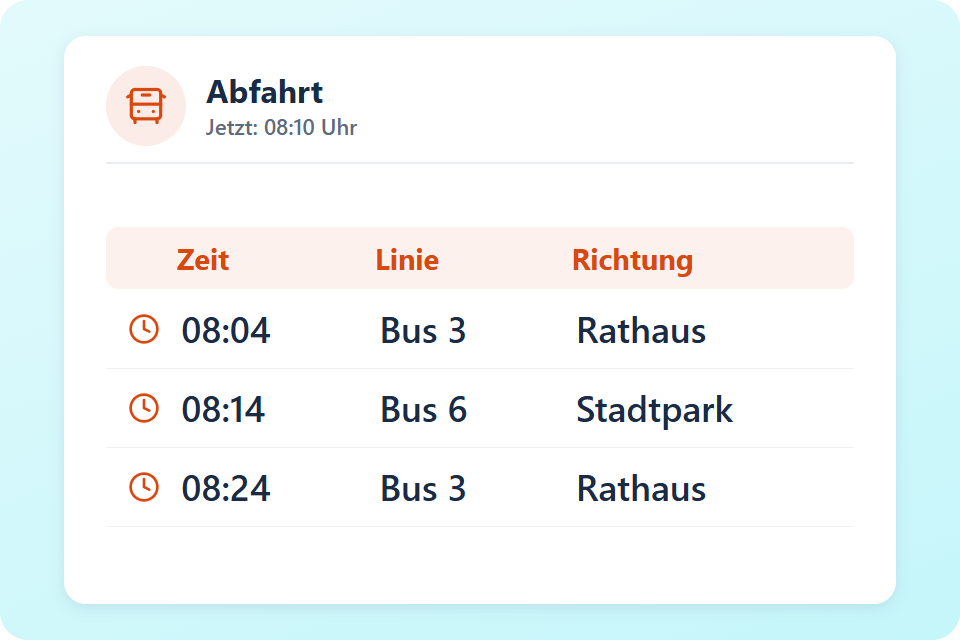 Abfahrt
Jetzt: 08:10 Uhr
Zeit Linie Richtung
08:04 Bus 3 Rathaus
08:14 Bus 6 Stadtpark
08:24 Bus 3 Rathaus